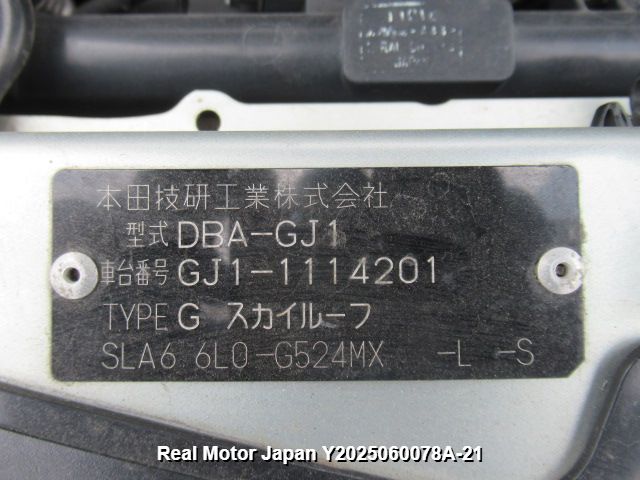 本田技研工業株式会社
型式 DBA-GJ1
車台番号 GJ1-1114201
TYPE G スカイルーフ
SLA6 6L0-G524MX -L -S
Real Motor Japan Y2025060078A-21